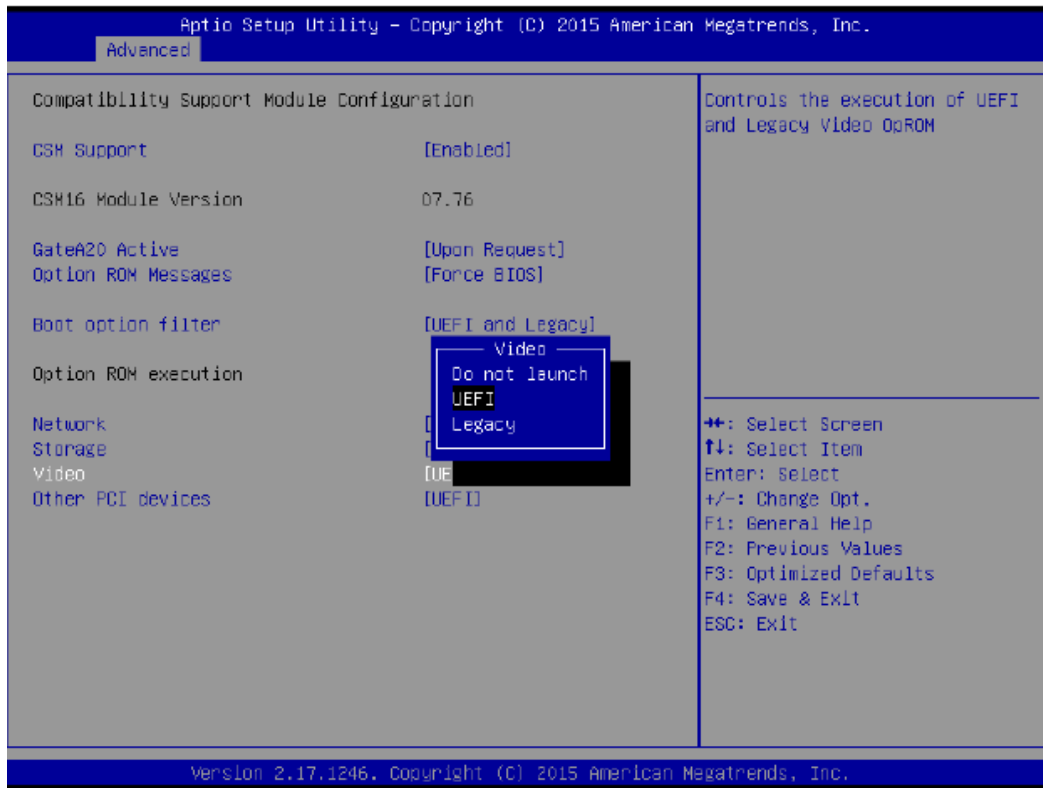 Aptio Setup Utility – Copyright (C) 2015 American Megatrends, Inc.
Advanced
Compatibility Support Module Configuration
CSM Support [Enabled]
CSM16 Module Version 07.76
GateA20 Active [Upon Request]
Option ROM Messages [Force BIOS]
Boot option filter [UEFI and Legacy]
Option ROM execution
Network [
Storage [
Video [UE
Other PCI devices [UEFI]
Video
Do not launch
UEFI
Legacy
Controls the execution of UEFI
and Legacy Video OpROM
→←: Select Screen
↑↓: Select Item
Enter: Select
+/-: Change Opt.
F1: General Help
F2: Previous Values
F3: Optimized Defaults
F4: Save & Exit
ESC: Exit
Version 2.17.1246. Copyright (C) 2015 American Megatrends, Inc.